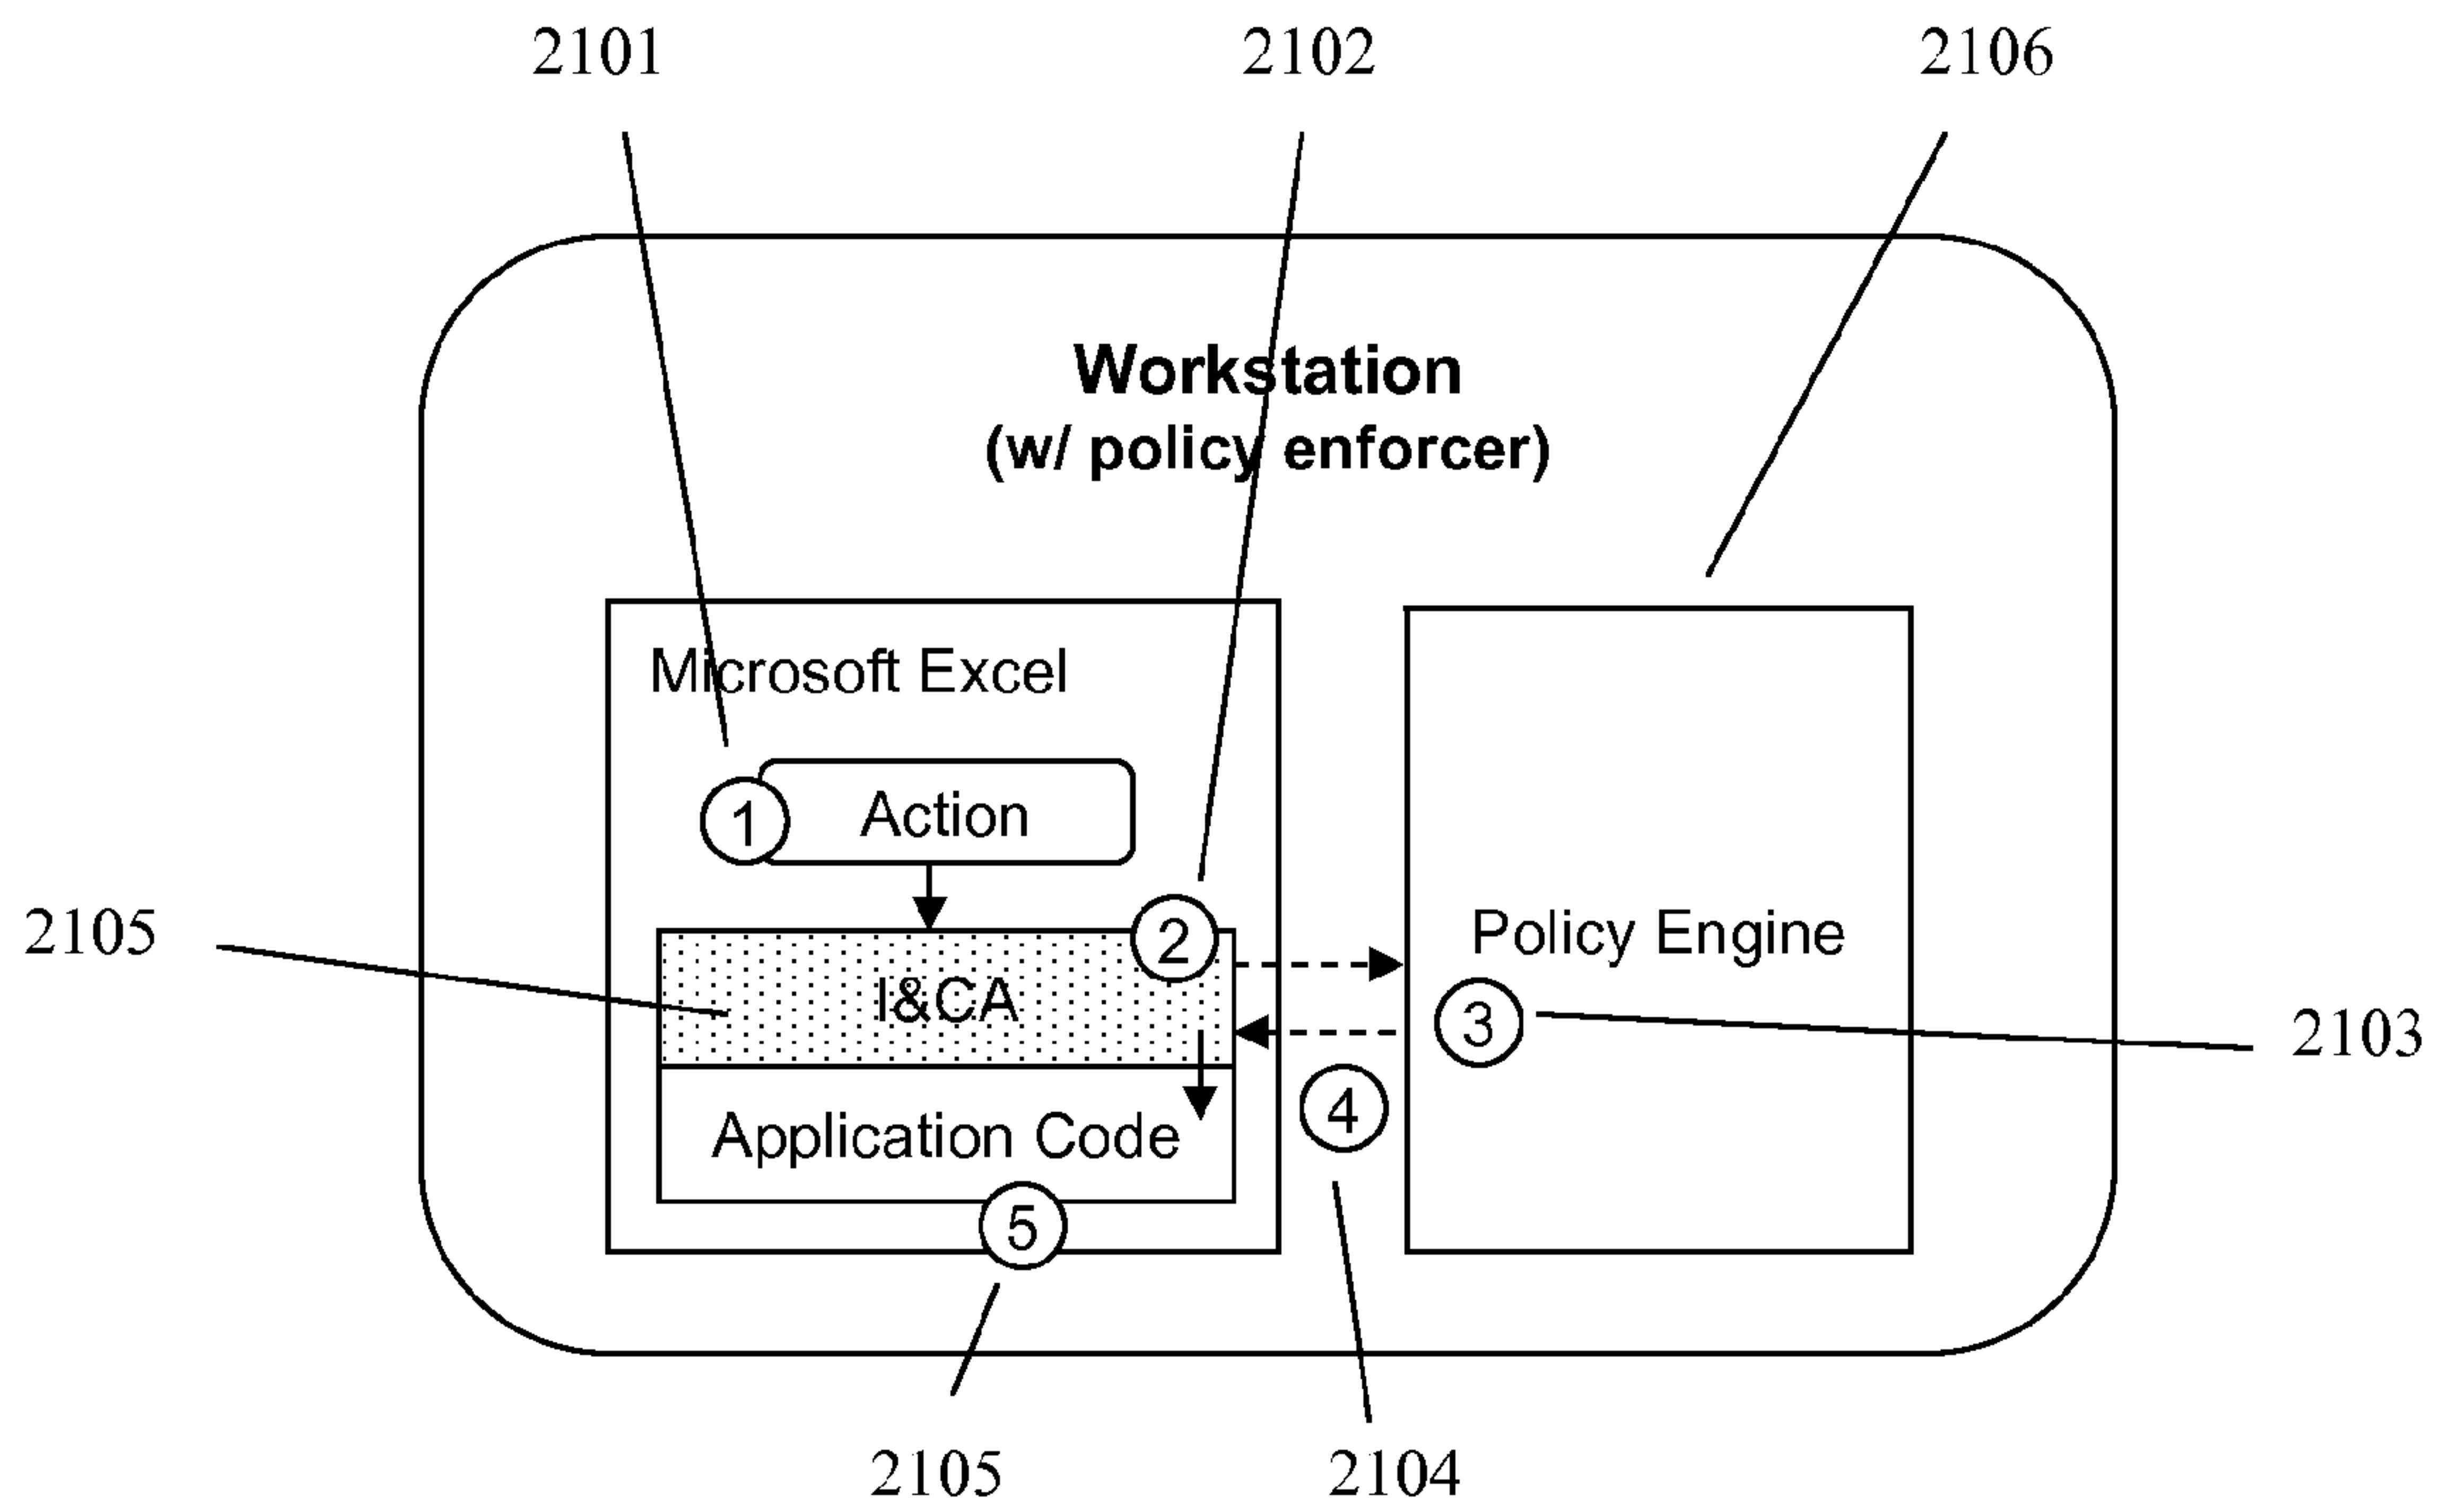 2101
2102
2106
Workstation
(w/ policy enforcer)
Microsoft Excel
1
Action
2105
2
I&CA
Policy Engine
3
2103
4
Application Code
5
2105
2104